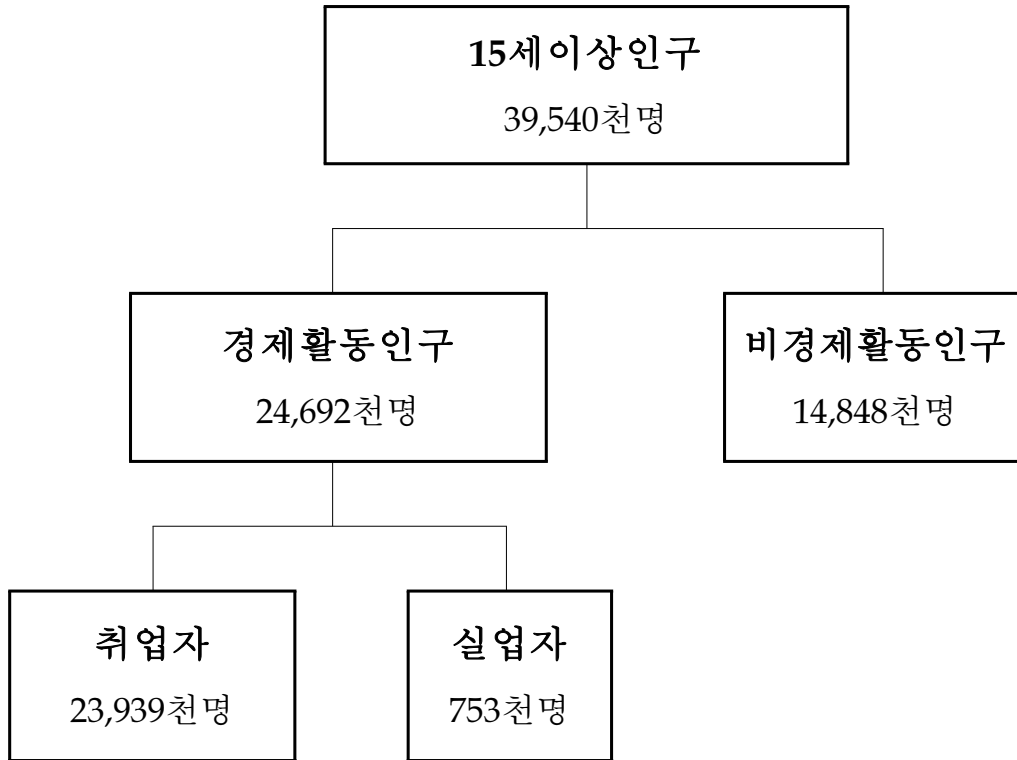 15세이상인구
39,540천명
경제활동인구
24,692천명
비경제활동인구
14,848천명
취업자
23,939천명
실업자
753천명